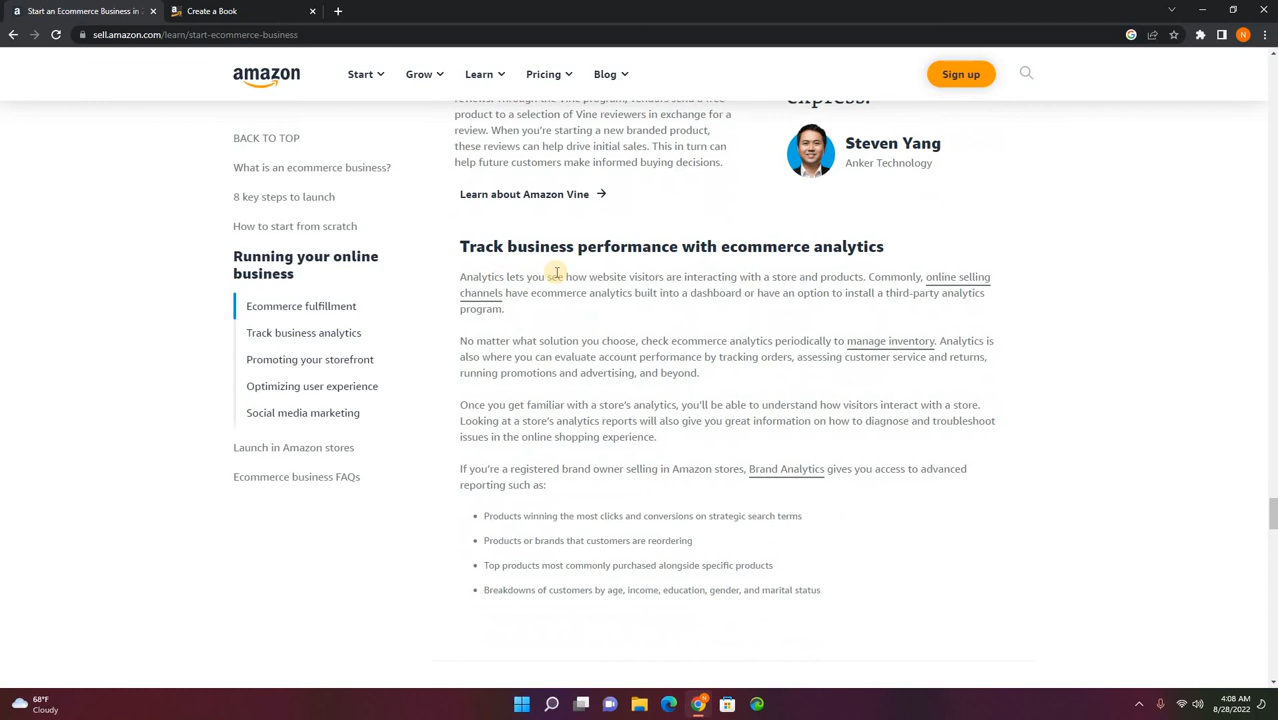 Start an Ecommerce Business in 2
Create a Book
sell.amazon.com/learn/start-ecommerce-business
N
amazon
Start
Grow
Learn
Pricing
Blog
Sign up
BACK TO TOP
What is an ecommerce business?
8 key steps to launch
How to start from scratch
Running your online
business
Ecommerce fulfillment
Track business analytics
Promoting your storefront
Optimizing user experience
Social media marketing
Launch in Amazon stores
Ecommerce business FAQs
reviews. Through the Vine program, vendors send a free
product to a selection of Vine reviewers in exchange for a
review. When you're starting a new branded product,
these reviews can help drive initial sales. This in turn can
help future customers make informed buying decisions.
Learn about Amazon Vine
express.
Steven Yang
Anker Technology
Track business performance with ecommerce analytics
Analytics lets you see how website visitors are interacting with a store and products. Commonly, online selling
channels have ecommerce analytics built into a dashboard or have an option to install a third-party analytics
program.
No matter what solution you choose, check ecommerce analytics periodically to manage inventory. Analytics is
also where you can evaluate account performance by tracking orders, assessing customer service and returns,
running promotions and advertising, and beyond.
Once you get familiar with a store's analytics, you'll be able to understand how visitors interact with a store.
Looking at a store's analytics reports will also give you great information on how to diagnose and troubleshoot
issues in the online shopping experience.
If you're a registered brand owner selling in Amazon stores, Brand Analytics gives you access to advanced
reporting such as:
Products winning the most clicks and conversions on strategic search terms
Products or brands that customers are reordering
Top products most commonly purchased alongside specific products
Breakdowns of customers by age, income, education, gender, and marital status
68°F
Cloudy
4:08 AM
8/28/2022